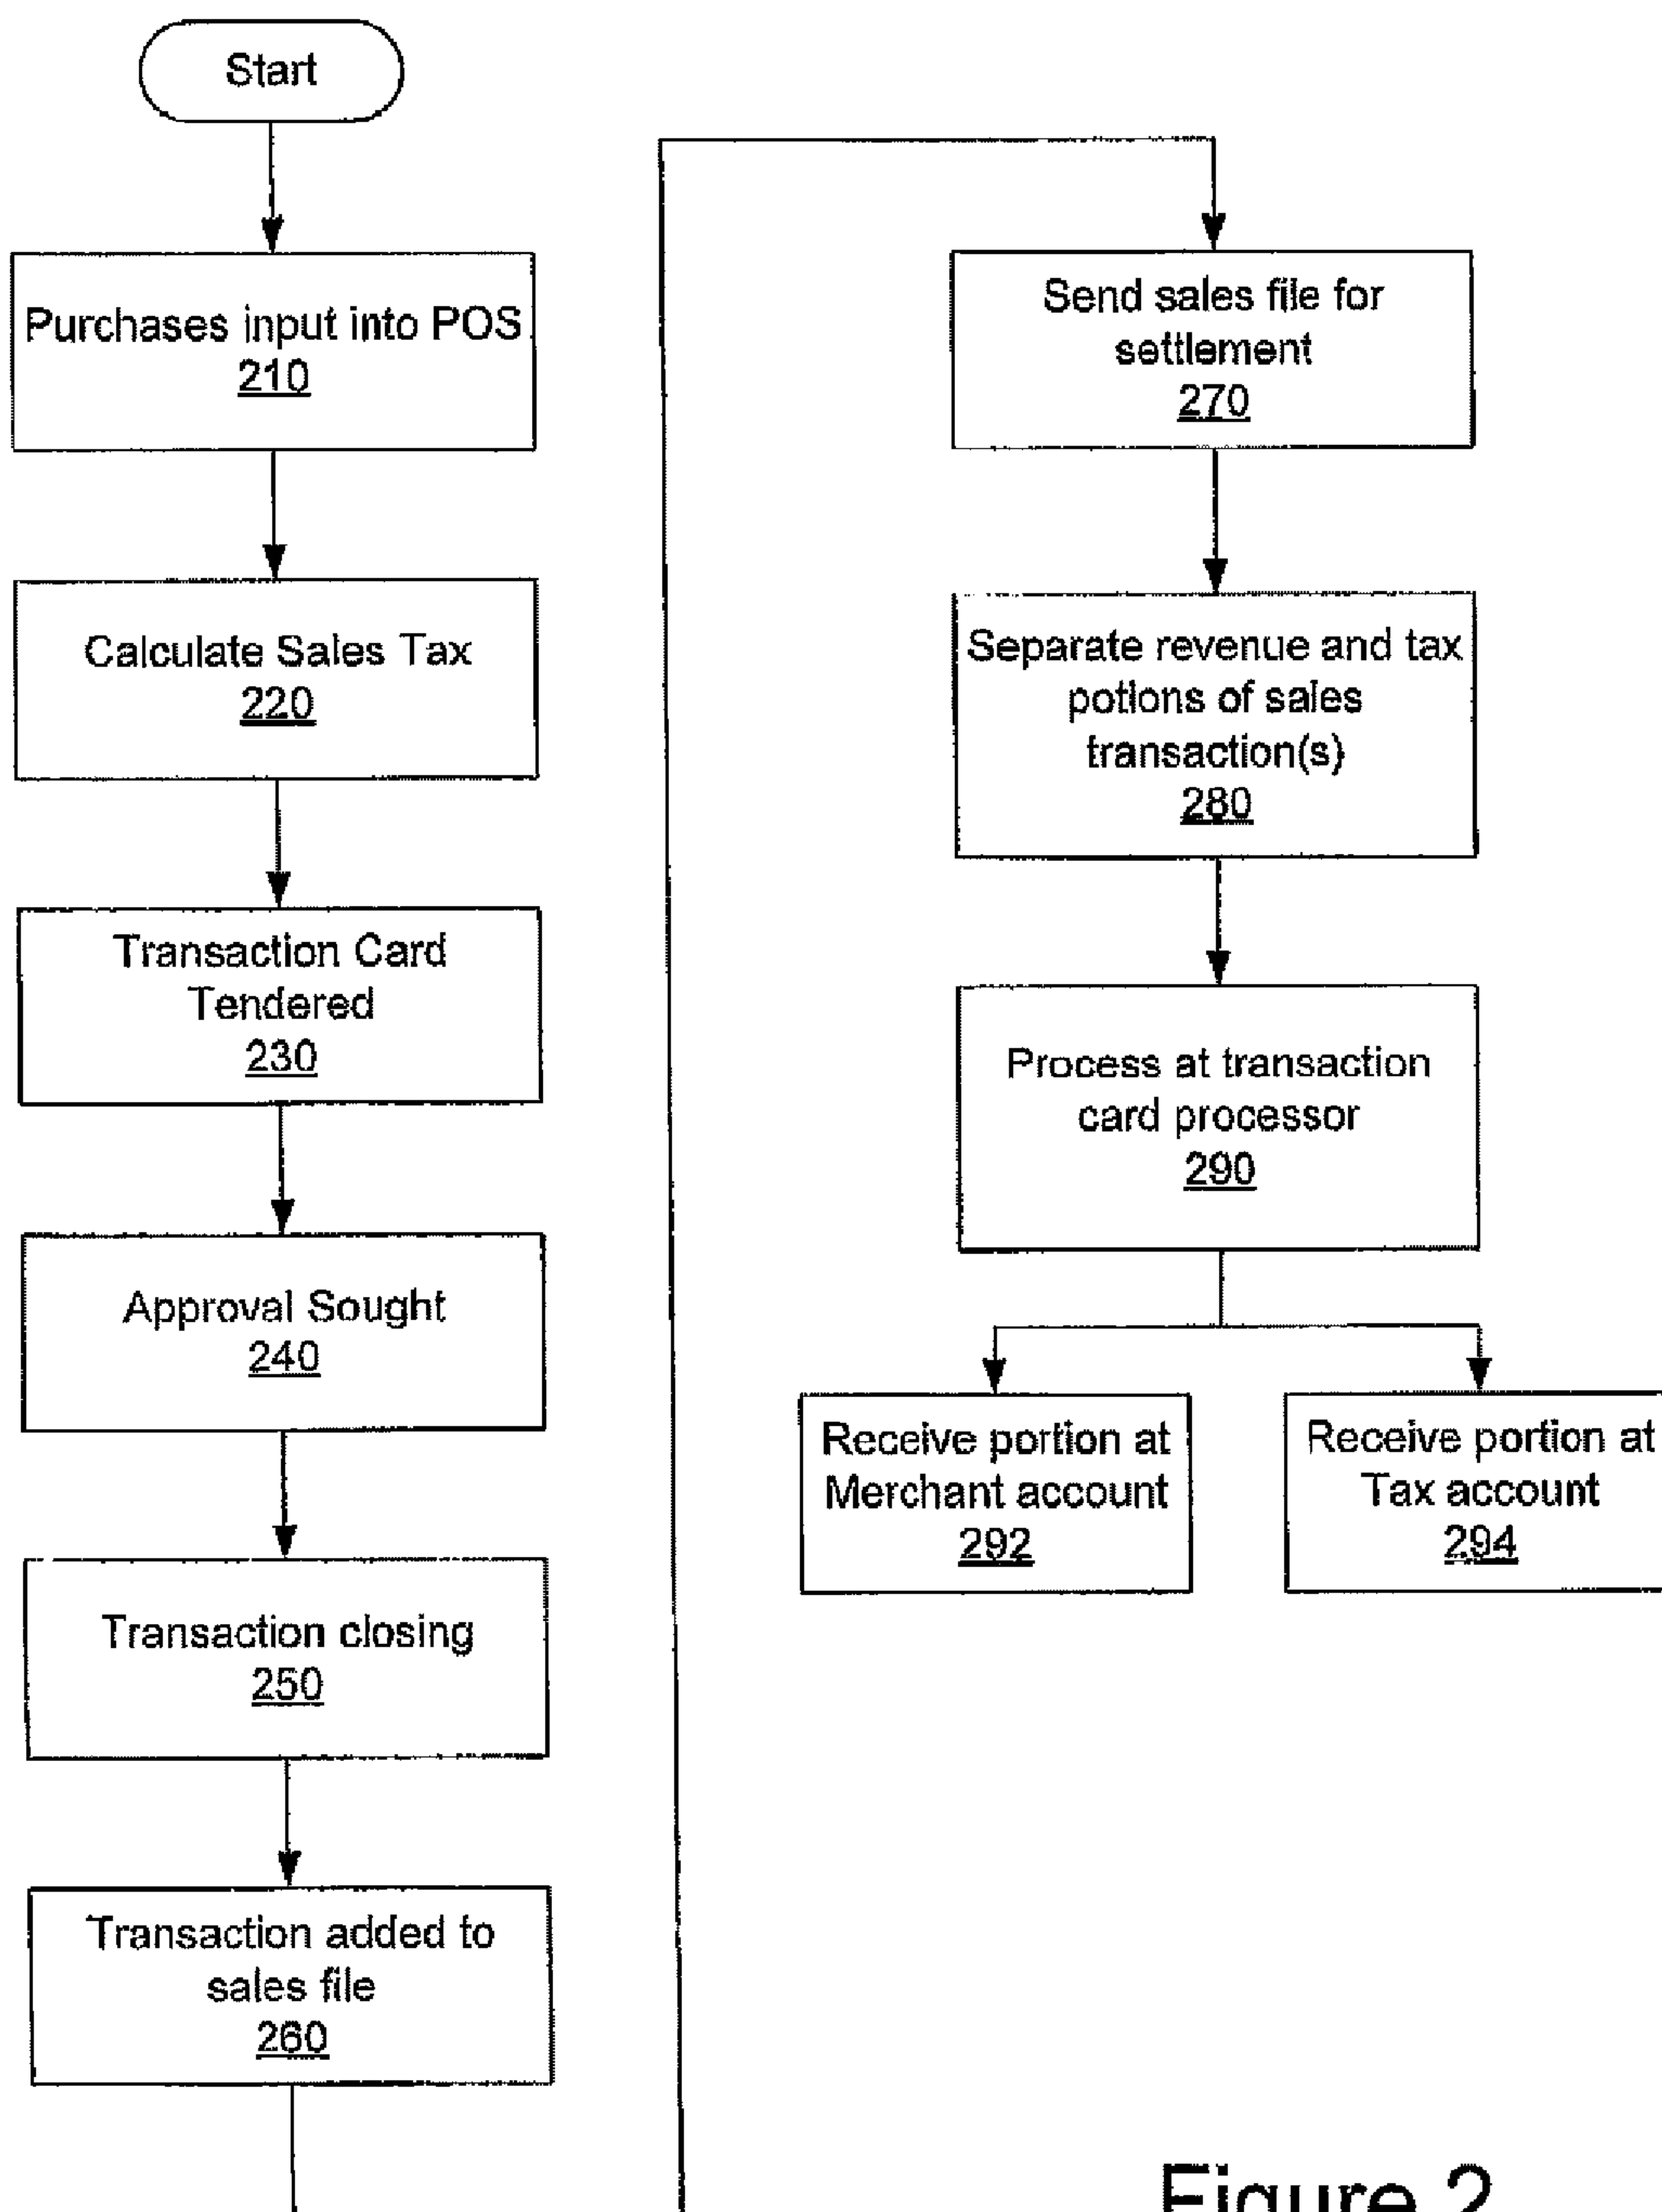 Start
Purchases input into POS
210
Calculate Sales Tax
220
Transaction Card
Tendered
230
Approval Sought
240
Transaction closing
250
Transaction added to
sales file
260
Send sales file for
settlement
270
Separate revenue and tax
potions of sales
transaction(s)
280
Process at transaction
card processor
290
Receive portion at
Merchant account
292
Receive portion at
Tax account
294
Figure 2